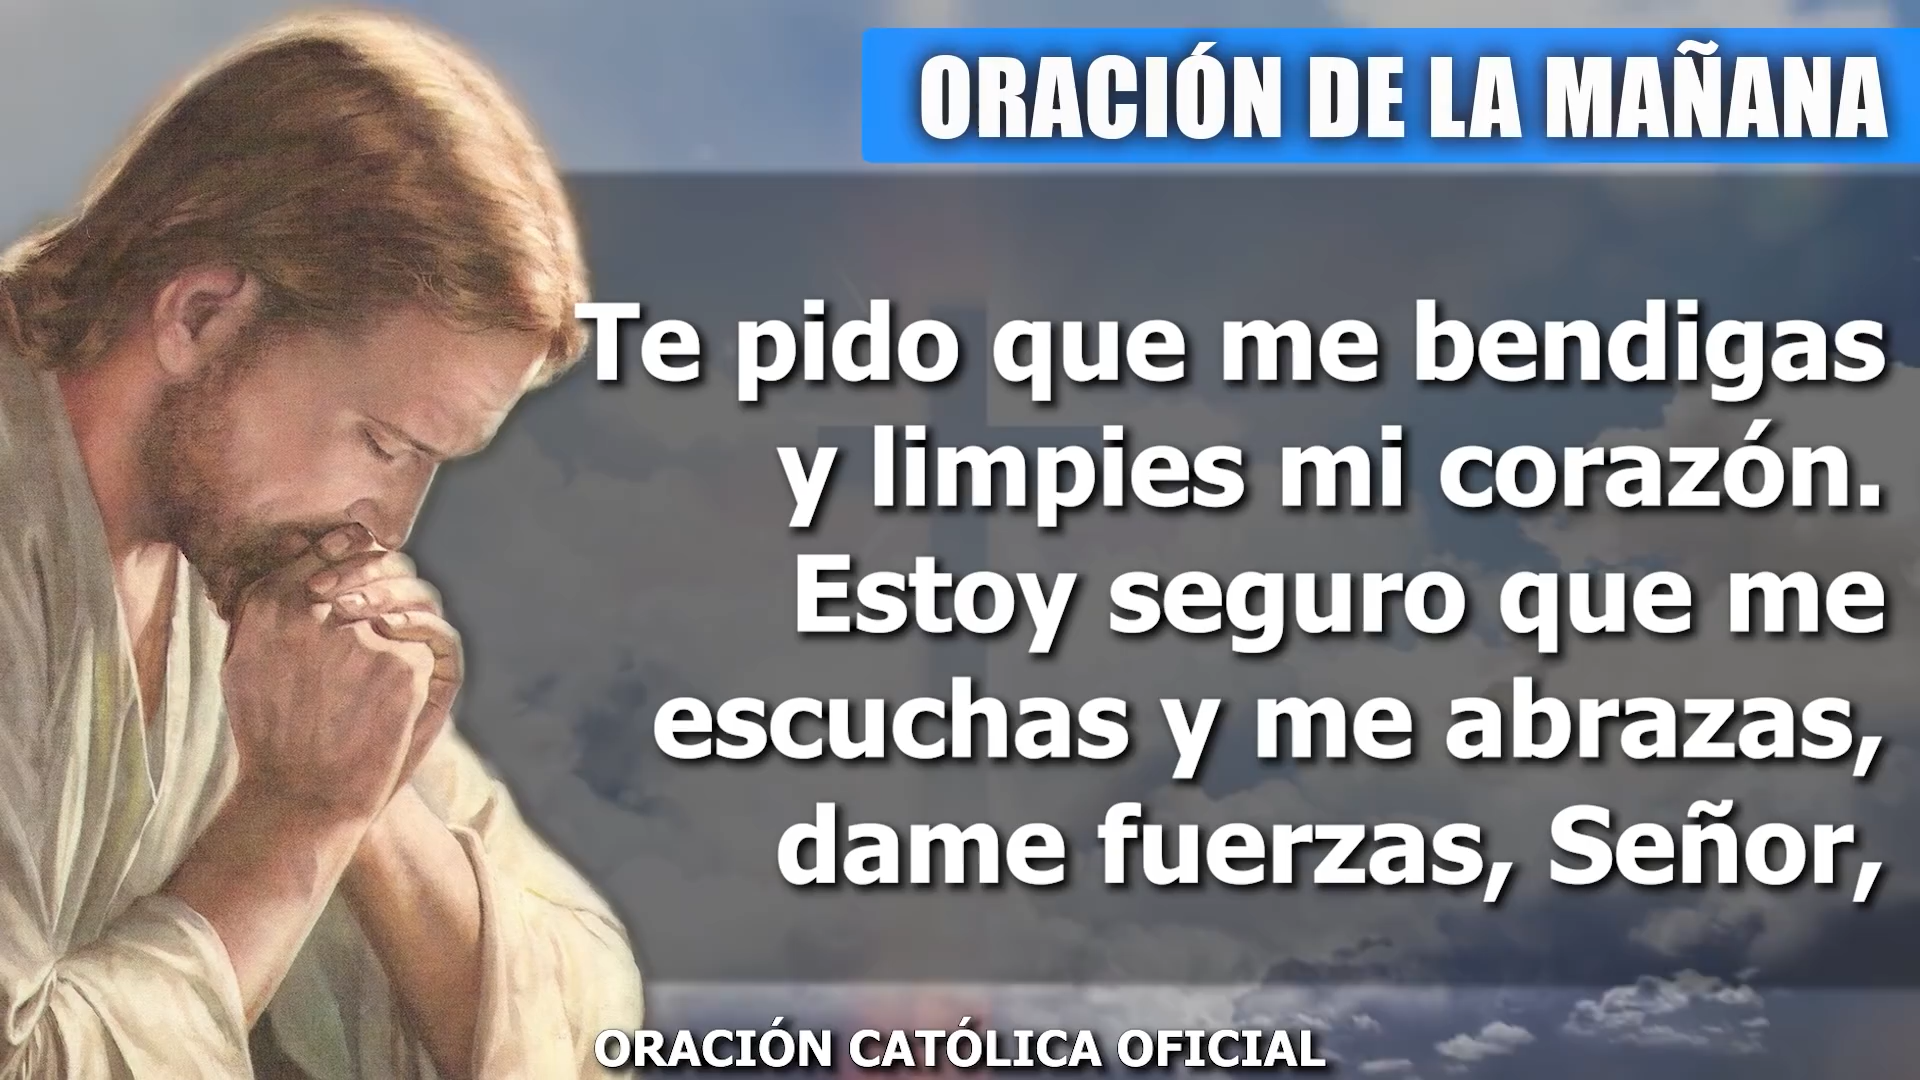 ORACIÓN DE LA MAÑANA
Te pido que me bendigas
y limpies mi corazón.
Estoy seguro que me
escuchas y me abrazas,
dame fuerzas, Señor,
ORACIÓN CATÓLICA OFICIAL